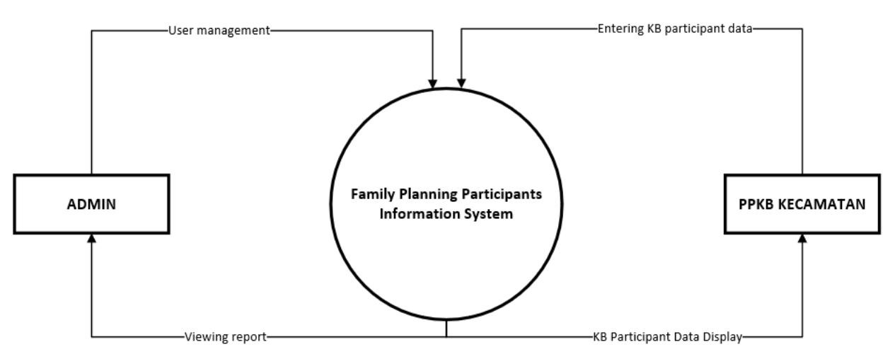 User management
Entering KB participant data
Family Planning Participants
Information System
ADMIN
PPKB KECAMATAN
Viewing report
KB Participant Data Display